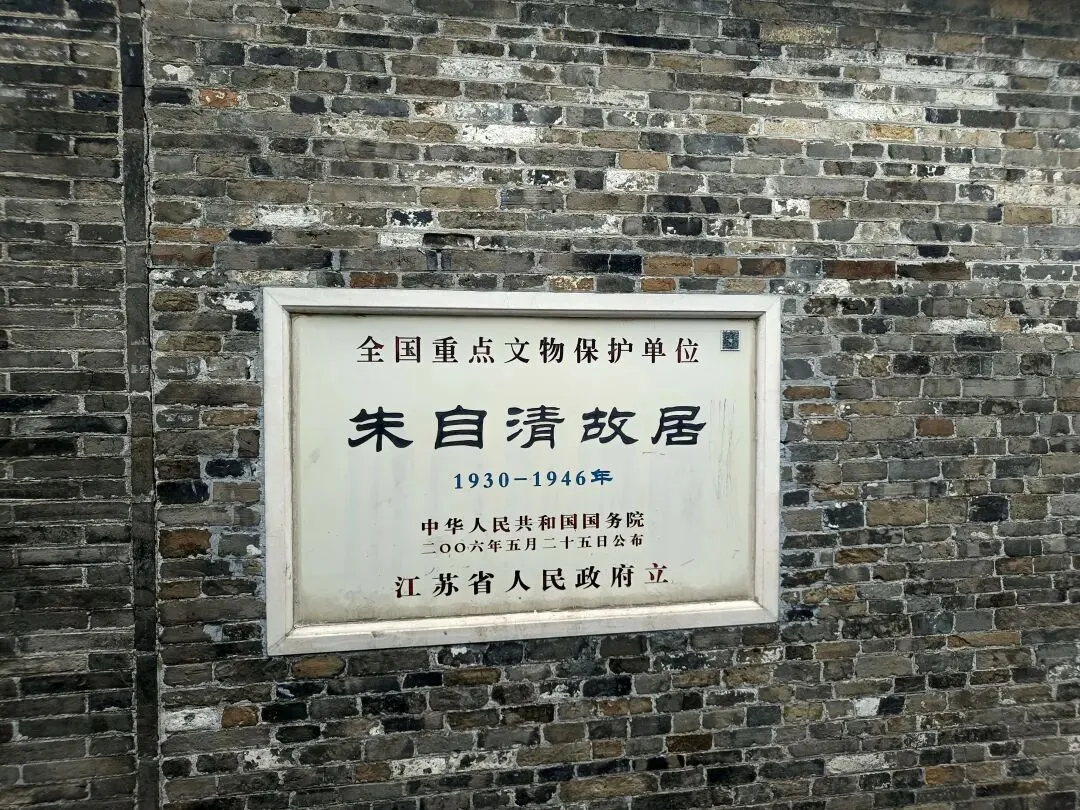 全国重点文物保护单位
朱自清故居
1930-1946年
中华人民共和国国务院
二〇〇六年五月二十五日公布
江苏省人民政府立